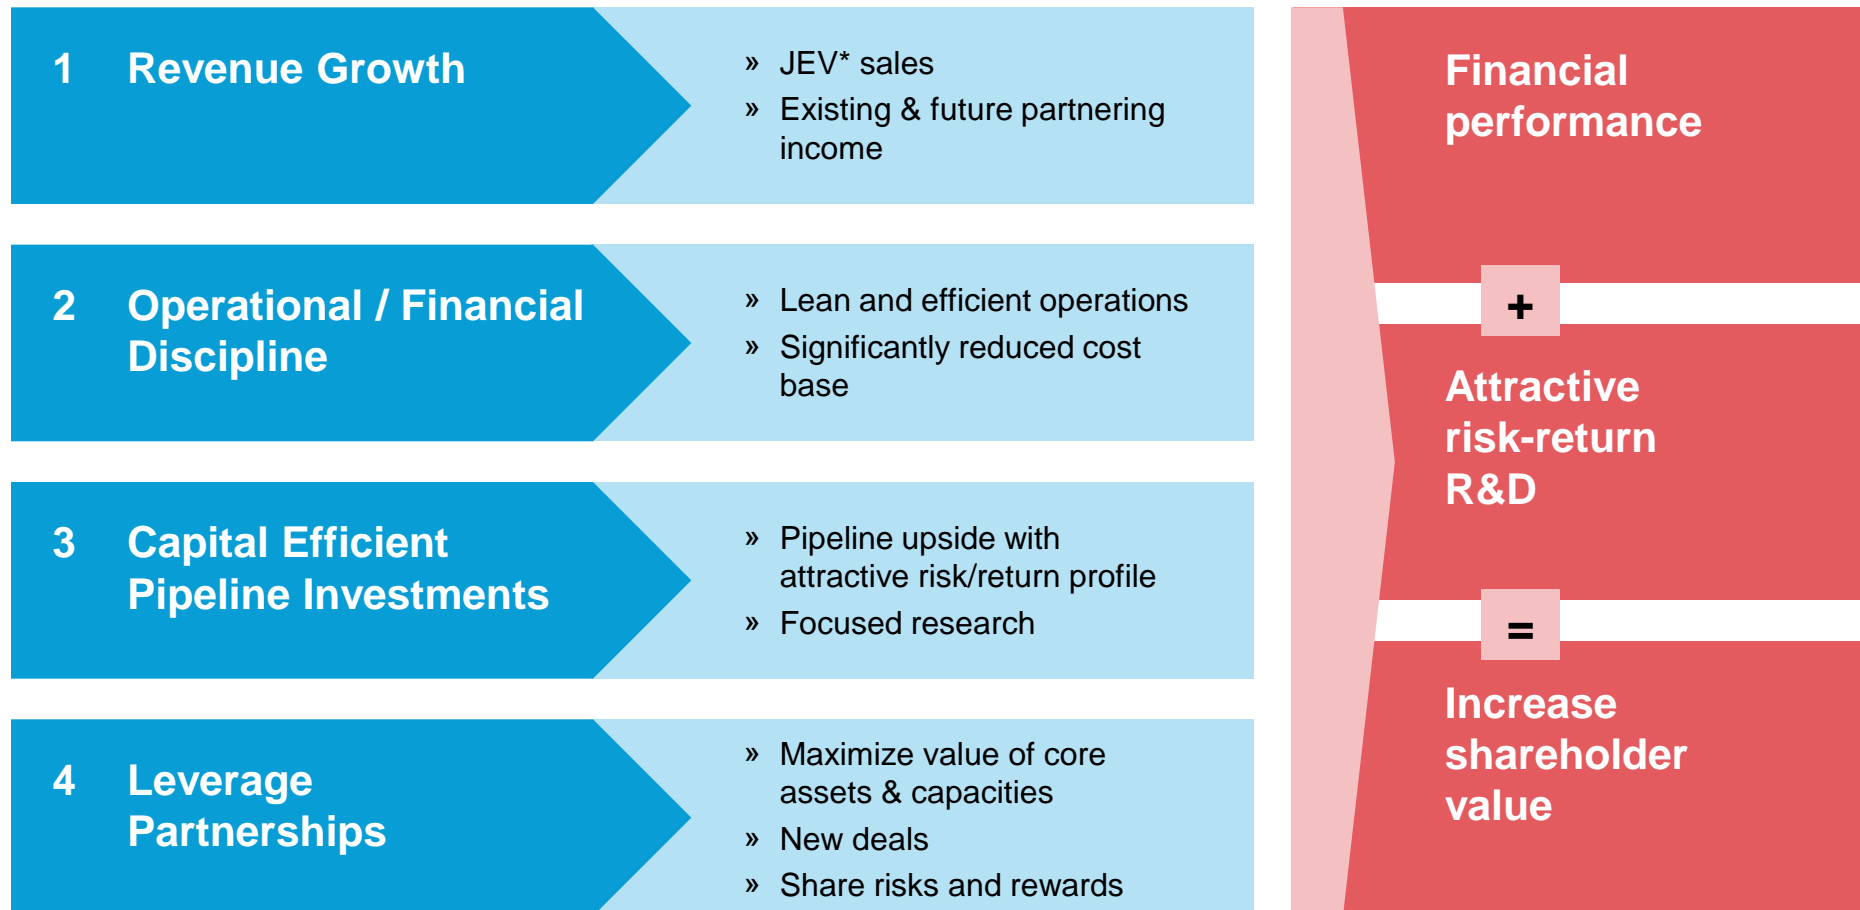 1 Revenue Growth
» JEV* sales
» Existing & future partnering
income
2 Operational / Financial
Discipline
» Lean and efficient operations
» Significantly reduced cost
base
3 Capital Efficient
Pipeline Investments
» Pipeline upside with
attractive risk/return profile
» Focused research
4 Leverage
Partnerships
» Maximize value of core
assets & capacities
» New deals
» Share risks and rewards
Financial
performance
+
Attractive
risk-return
R&D
=
Increase
shareholder
value